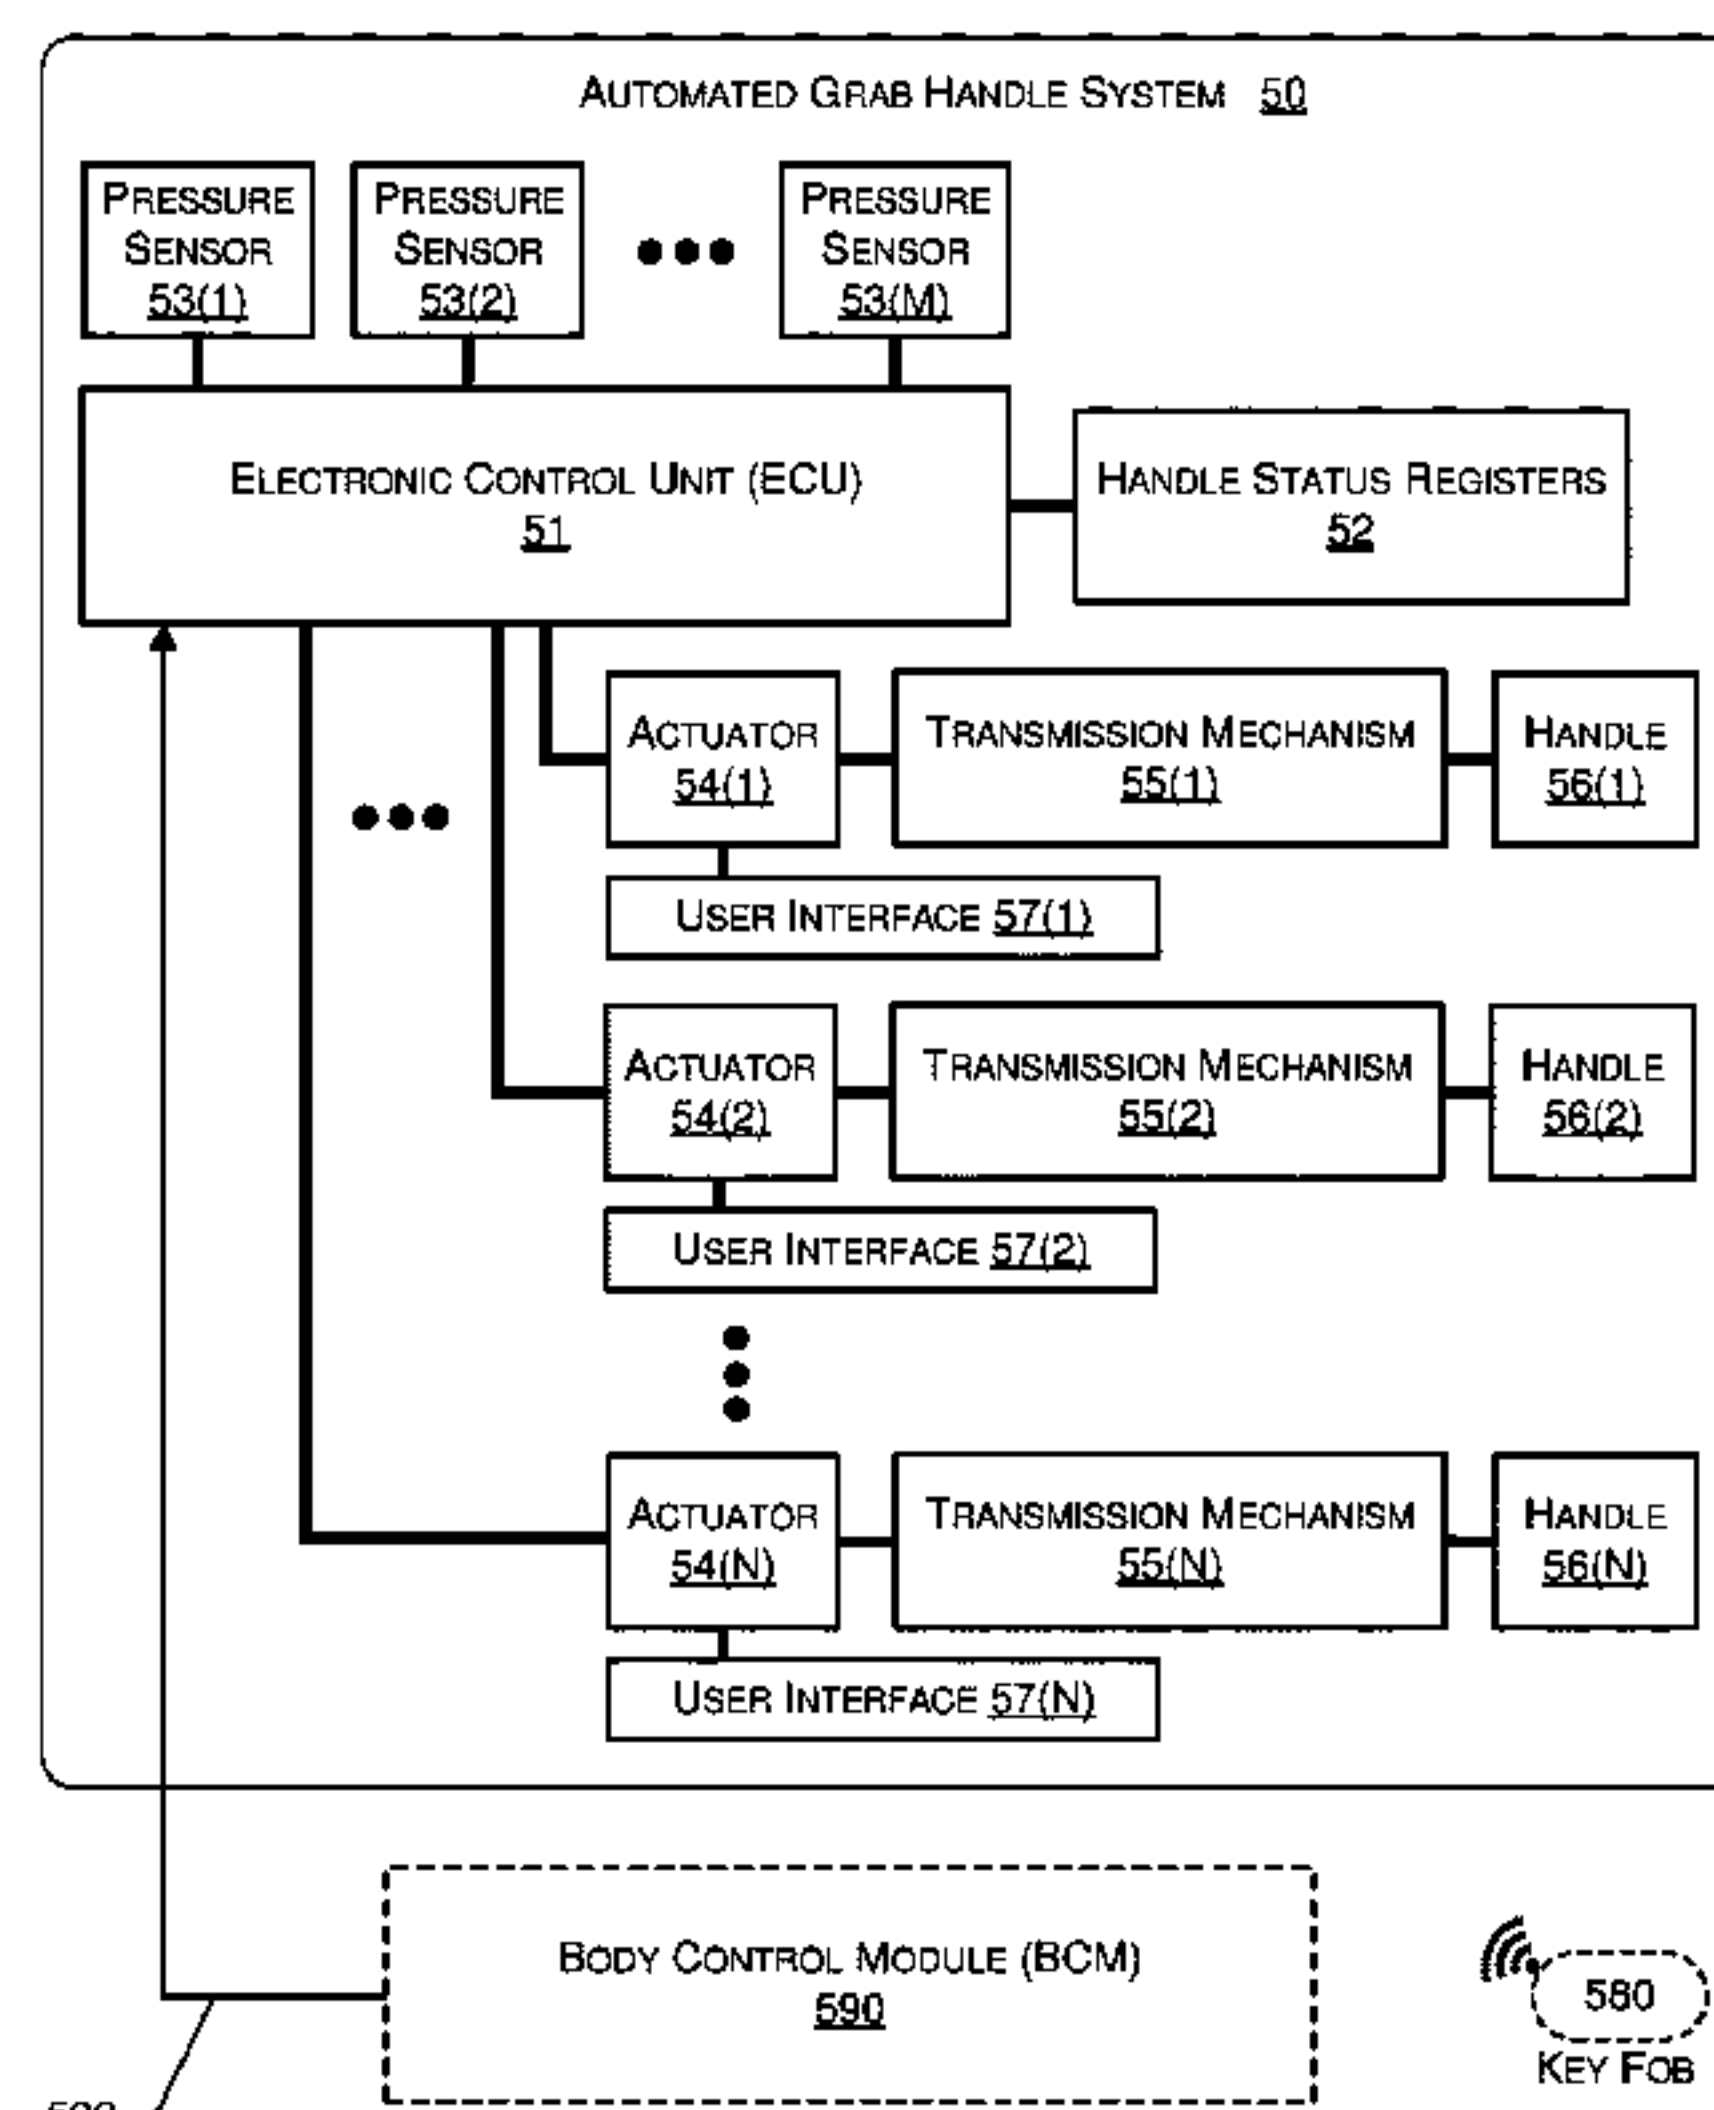 AUTOMATED GRAB HANDLE SYSTEM 50
PRESSURE
SENSOR
53(1)
PRESSURE
SENSOR
53(2)
PRESSURE
SENSOR
53(M)
ELECTRONIC CONTROL UNIT (ECU)
51
HANDLE STATUS REGISTERS
52
ACTUATOR
54(1)
TRANSMISSION MECHANISM
55(1)
HANDLE
56(1)
USER INTERFACE 57(1)
ACTUATOR
54(2)
TRANSMISSION MECHANISM
55(2)
HANDLE
56(2)
USER INTERFACE 57(2)
ACTUATOR
54(N)
TRANSMISSION MECHANISM
55(N)
HANDLE
56(N)
USER INTERFACE 57(N)
BODY CONTROL MODULE (BCM)
590
580
KEY FOB